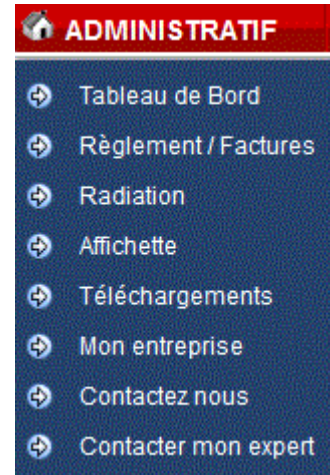 ADMINISTRATIF
Tableau de Bord
Règlement / Factures
Radiation
Affichette
Téléchargements
Mon entreprise
Contactez nous
Contacter mon expert